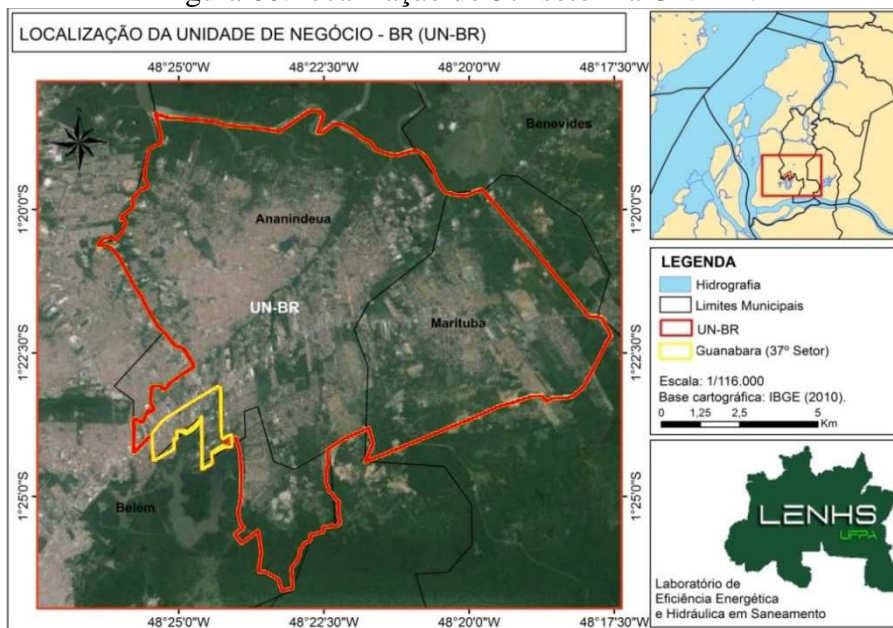 LOCALIZAÇÃO DA UNIDADE DE NEGÓCIO - BR (UN-BR)
48°25'0"W 48°22'30"W 48°20'0"W 48°17'30"W
Benevides
Ananindeua
1°20'0"S
1°20'0"S
UN-BR
Marituba
1°22'30"S
1°22'30"S
Belém
1°25'0"S
1°25'0"S
48°25'0"W 48°22'30"W 48°20'0"W 48°17'30"W
LEGENDA
Hidrografia
Limites Municipais
UN-BR
Guanabara (37º Setor)
Escala: 1/116.000
Base cartográfica: IBGE (2010).
0 1,25 2,5 5
Km
LENHS
UFPA
Laboratório de
Eficiência Energética
e Hidráulica em Saneamento